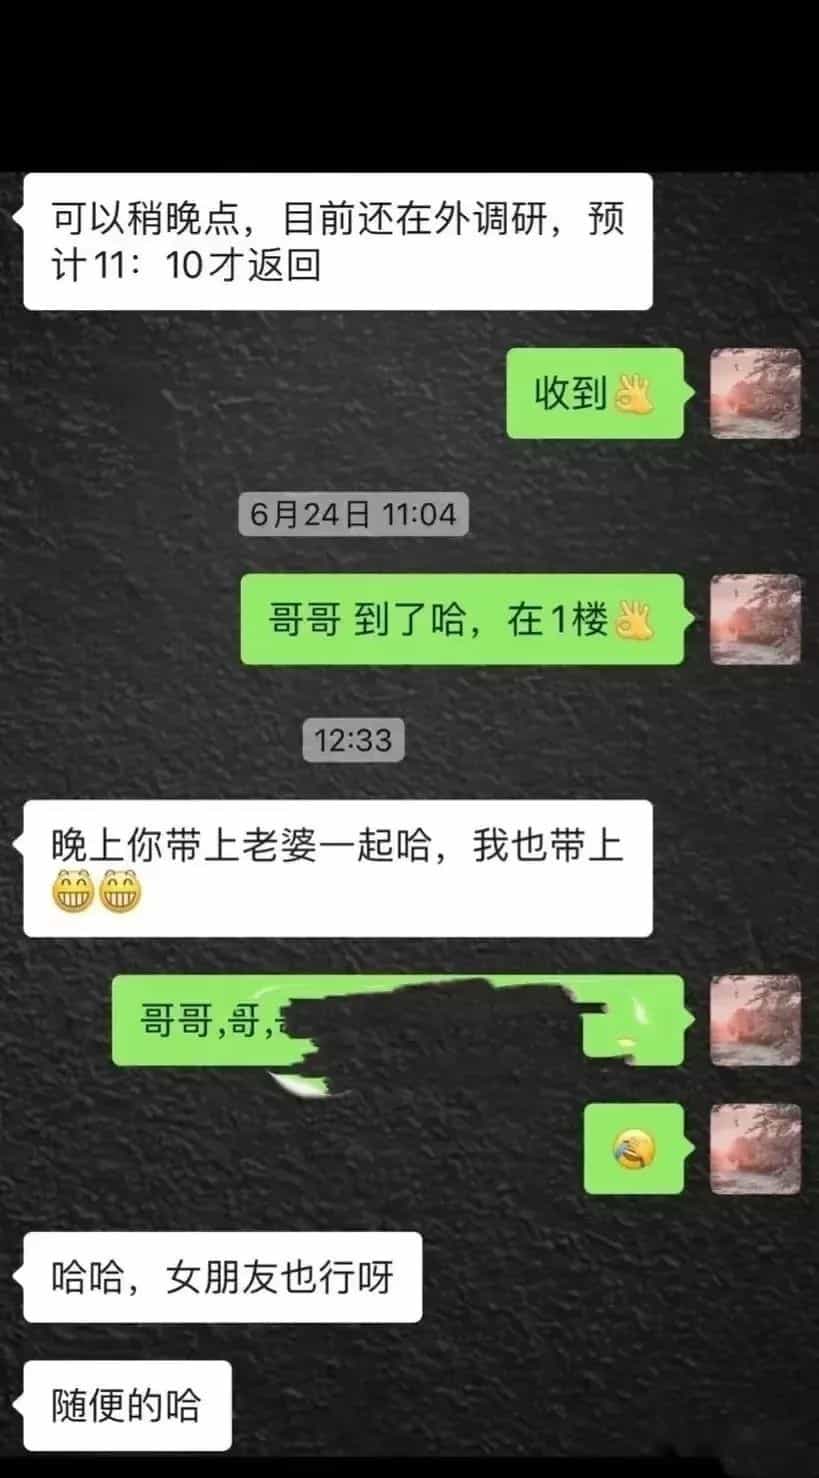 可以稍晚点，目前还在外调研，预
计11：10才返回
收到👌
6月24日 11:04
哥哥 到了哈，在1楼👌
12:33
晚上你带上老婆一起哈，我也带上
😁😁
哥哥,哥,
🤣
哈哈，女朋友也行呀
随便的哈